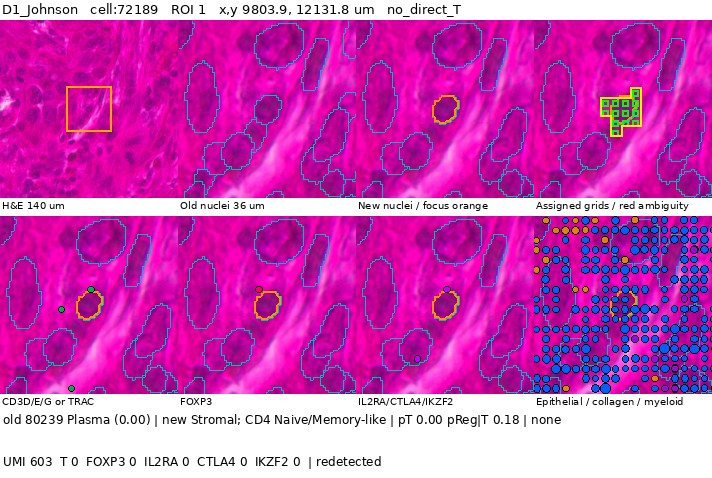 D1_Johnson cell:72189 ROI 1 x,y 9803.9, 12131.8 um no_direct_T
H&E 140 um
Old nuclei 36 um
New nuclei / focus orange
Assigned grids / red ambiguity
CD3D/E/G or TRAC
FOXP3
IL2RA/CTLA4/IKZF2
Epithelial / collagen / myeloid
old 80239 Plasma (0.00) | new Stromal; CD4 Naive/Memory-like | pT 0.00 pReg|T 0.18 | none
UMI 603 T 0 FOXP3 0 IL2RA 0 CTLA4 0 IKZF2 0 | redetected